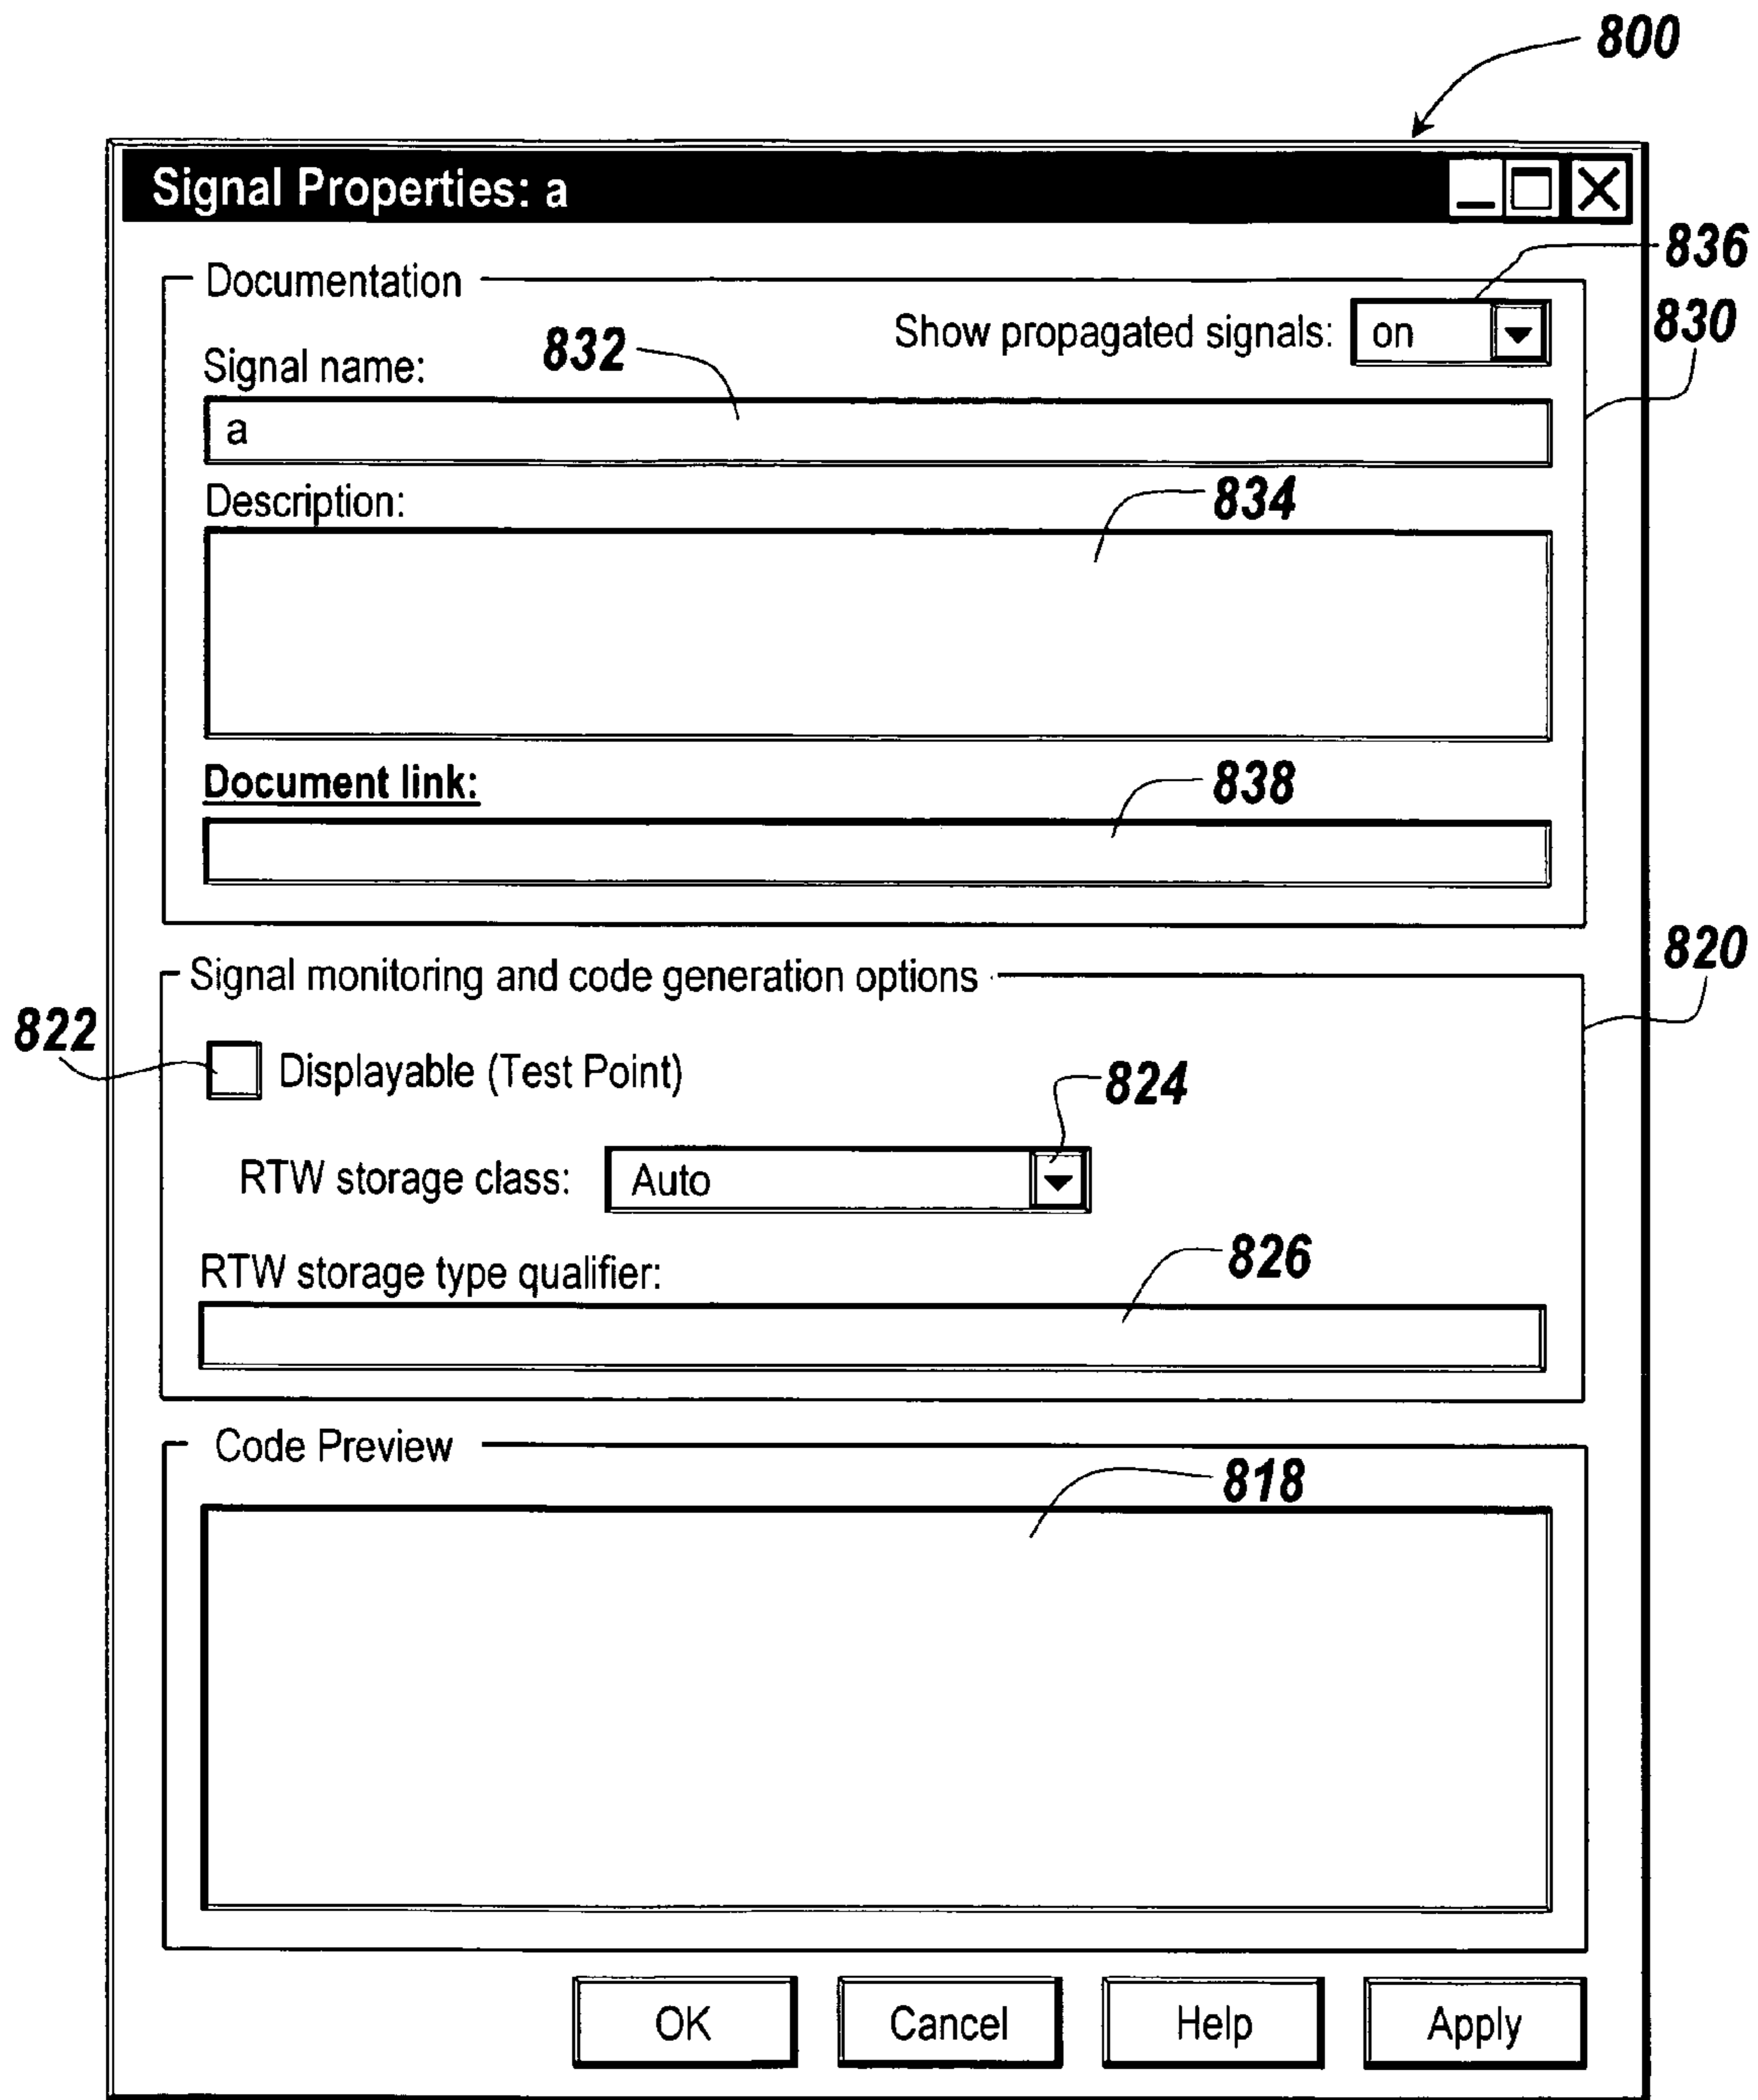 800
Signal Properties: a
836
Documentation
830
Show propagated signals: on
832
Signal name:
a
Description:
834
Document link:
838
820
Signal monitoring and code generation options
822
Displayable (Test Point)
824
RTW storage class: Auto
826
RTW storage type qualifier:
Code Preview
818
OK Cancel Help Apply